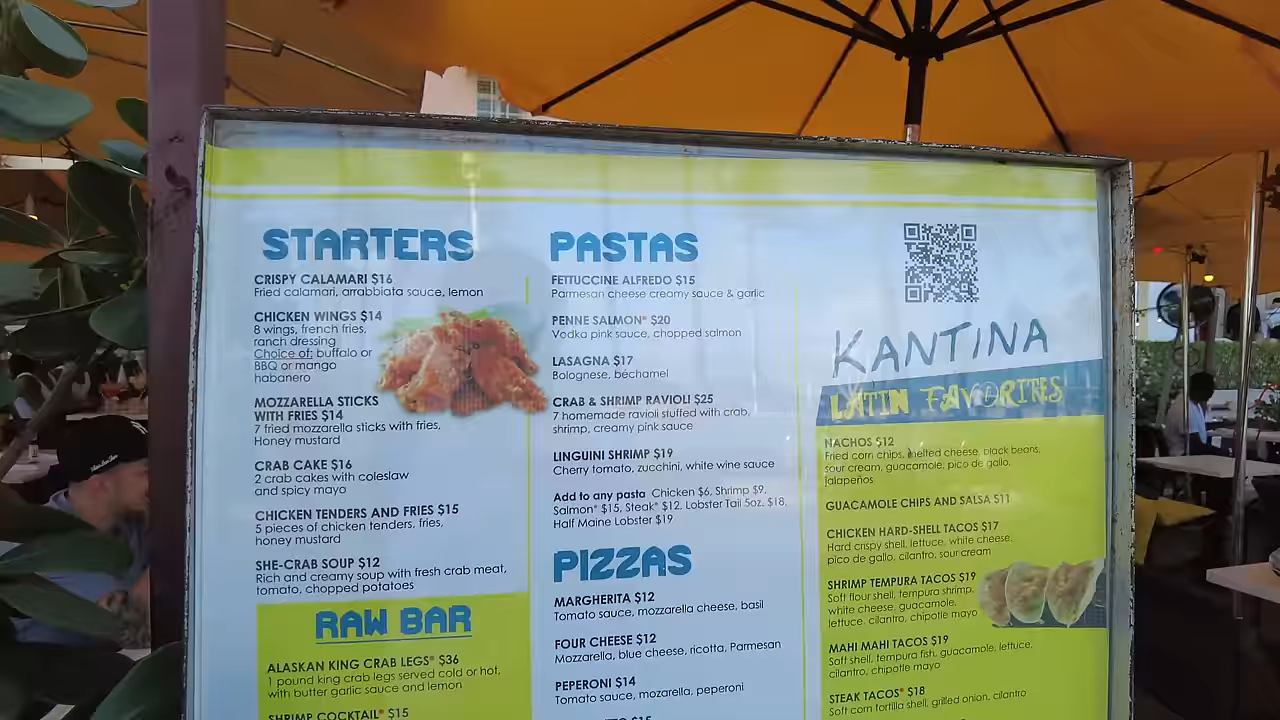 STARTERS
CRISPY CALAMARI $16
Fried calamari, arrabbiata sauce, lemon
CHICKEN WINGS $14
8 wings, french fries,
ranch dressing
Choice of: buffalo or
BBQ or mango
habanero
MOZZARELLA STICKS
WITH FRIES $14
7 fried mozzarella sticks with fries,
Honey mustard
CRAB CAKE $16
2 crab cakes with coleslaw
and spicy mayo
CHICKEN TENDERS AND FRIES $15
5 pieces of chicken tenders, fries,
honey mustard
SHE-CRAB SOUP $12
Rich and creamy soup with fresh crab meat,
tomato, chopped potatoes
RAW BAR
ALASKAN KING CRAB LEGS* $36
1 pound king crab legs served cold or hot,
with butter garlic sauce and lemon
SHRIMP COCKTAIL* $15
PASTAS
FETTUCCINE ALFREDO $15
Parmesan cheese creamy sauce & garlic
PENNE SALMON* $20
Vodka pink sauce, chopped salmon
LASAGNA $17
Bolognese, béchamel
CRAB & SHRIMP RAVIOLI $25
7 homemade ravioli stuffed with crab,
shrimp, creamy pink sauce
LINGUINI SHRIMP $19
Cherry tomato, zucchini, white wine sauce
Add to any pasta Chicken $6, Shrimp $9,
Salmon* $15, Steak* $12, Lobster Tail 5oz. $18,
Half Maine Lobster $19
PIZZAS
MARGHERITA $12
Tomato sauce, mozzarella cheese, basil
FOUR CHEESE $12
Mozzarella, blue cheese, ricotta, Parmesan
PEPERONI $14
Tomato sauce, mozarella, peperoni
$15
KANTINA
LATIN FAVORITES
NACHOS $12
Fried corn chips, melted cheese, black beans,
sour cream, guacamole, pico de gallo,
jalapeños
GUACAMOLE CHIPS AND SALSA $11
CHICKEN HARD-SHELL TACOS $17
Hard crispy shell, lettuce, white cheese,
pico de gallo, cilantro, sour cream
SHRIMP TEMPURA TACOS $19
Soft flour shell, tempura shrimp,
white cheese, guacamole,
lettuce, cilantro, chipotle mayo
MAHI MAHI TACOS $19
Soft shell, tempura fish, guacamole, lettuce,
cilantro, chipotle mayo
STEAK TACOS* $18
Soft corn tortilla shell, grilled onion, cilantro